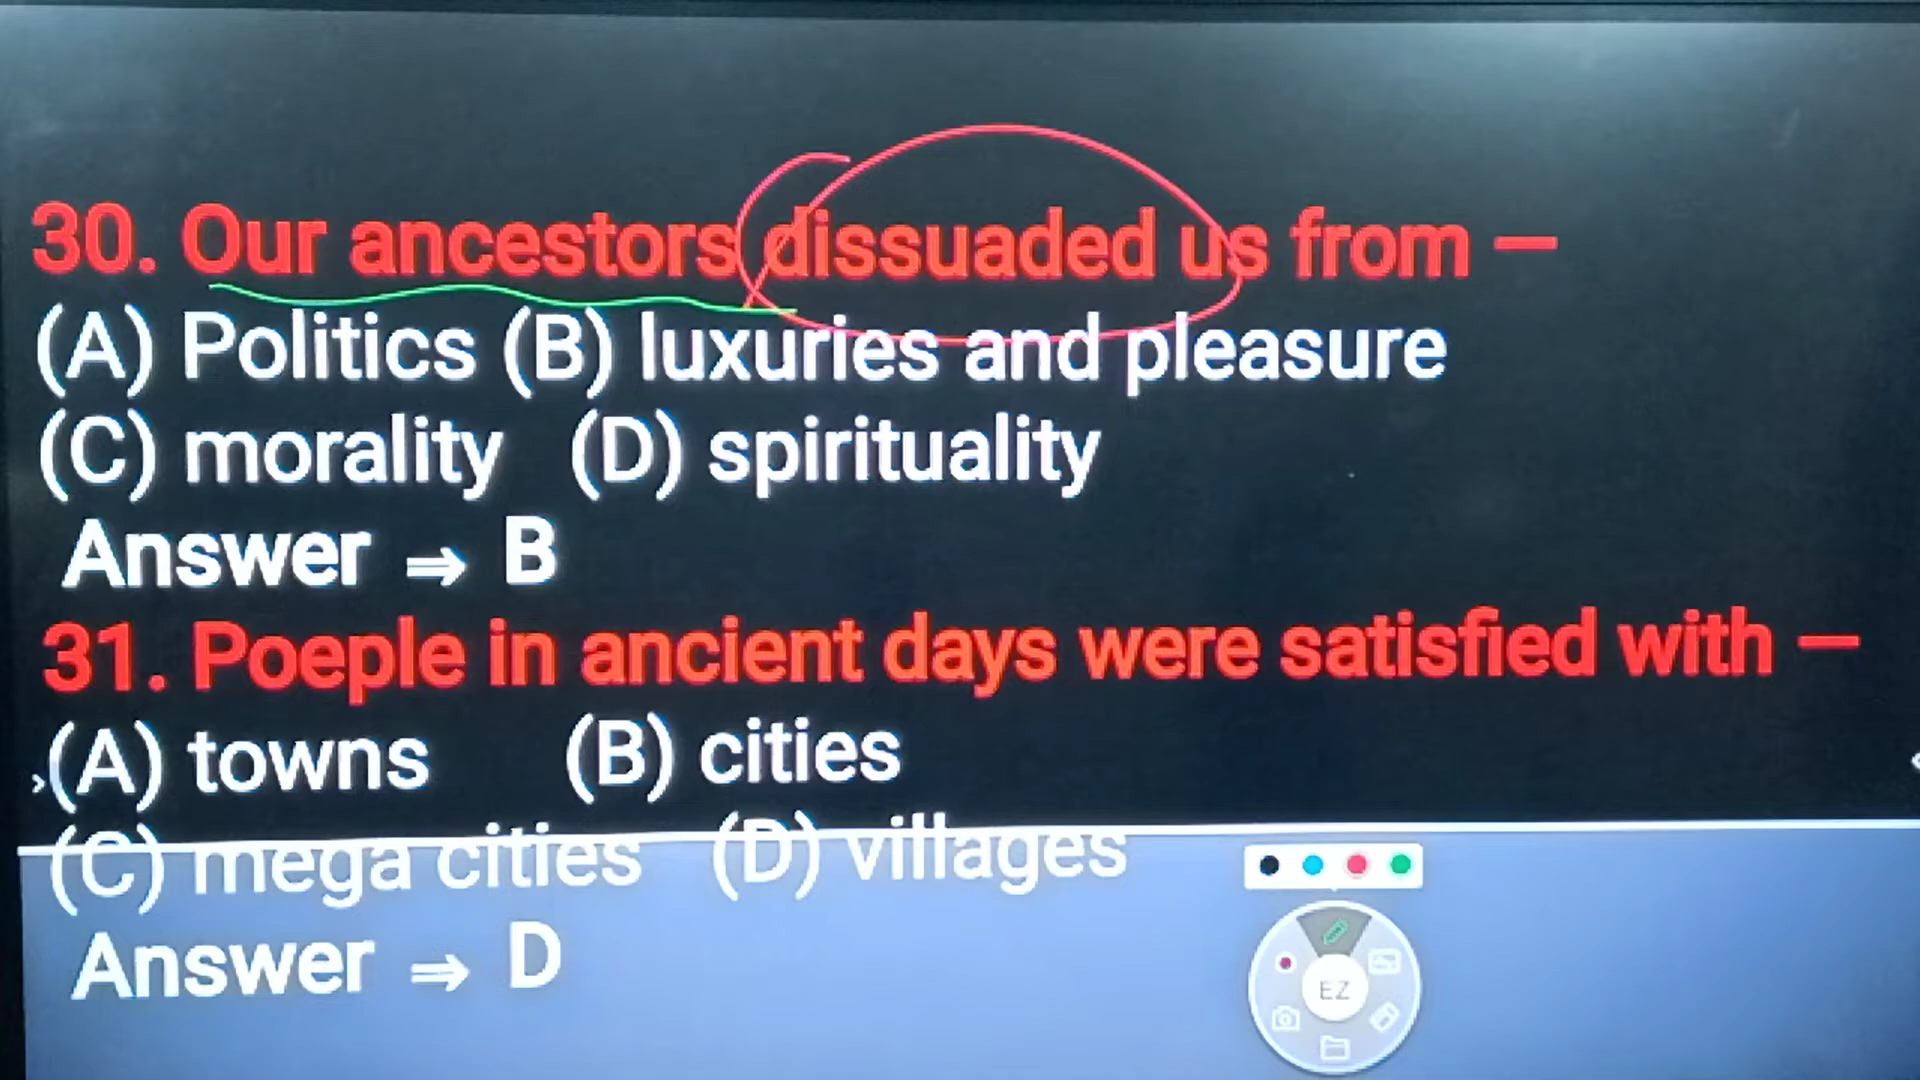 30. Our ancestors dissuaded us from —
(A) Politics (B) luxuries and pleasure
(C) morality (D) spirituality
Answer ⇒ B
31. Poeple in ancient days were satisfied with —
(A) towns (B) cities
(C) mega cities (D) villages
Answer ⇒ D
EZ